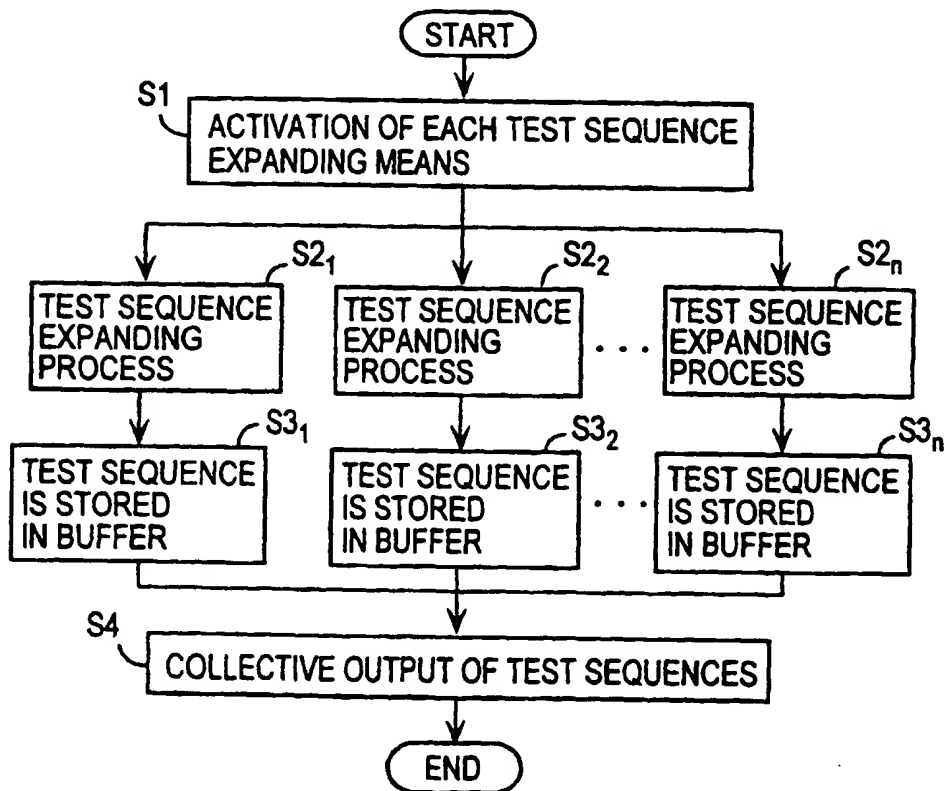 START
S1
ACTIVATION OF EACH TEST SEQUENCE
EXPANDING MEANS
S2₁
TEST SEQUENCE
EXPANDING
PROCESS
S2₂
TEST SEQUENCE
EXPANDING
PROCESS
. . .
S2ₙ
TEST SEQUENCE
EXPANDING
PROCESS
S3₁
TEST SEQUENCE
IS STORED
IN BUFFER
S3₂
TEST SEQUENCE
IS STORED
IN BUFFER
. . .
S3ₙ
TEST SEQUENCE
IS STORED
IN BUFFER
S4
COLLECTIVE OUTPUT OF TEST SEQUENCES
END